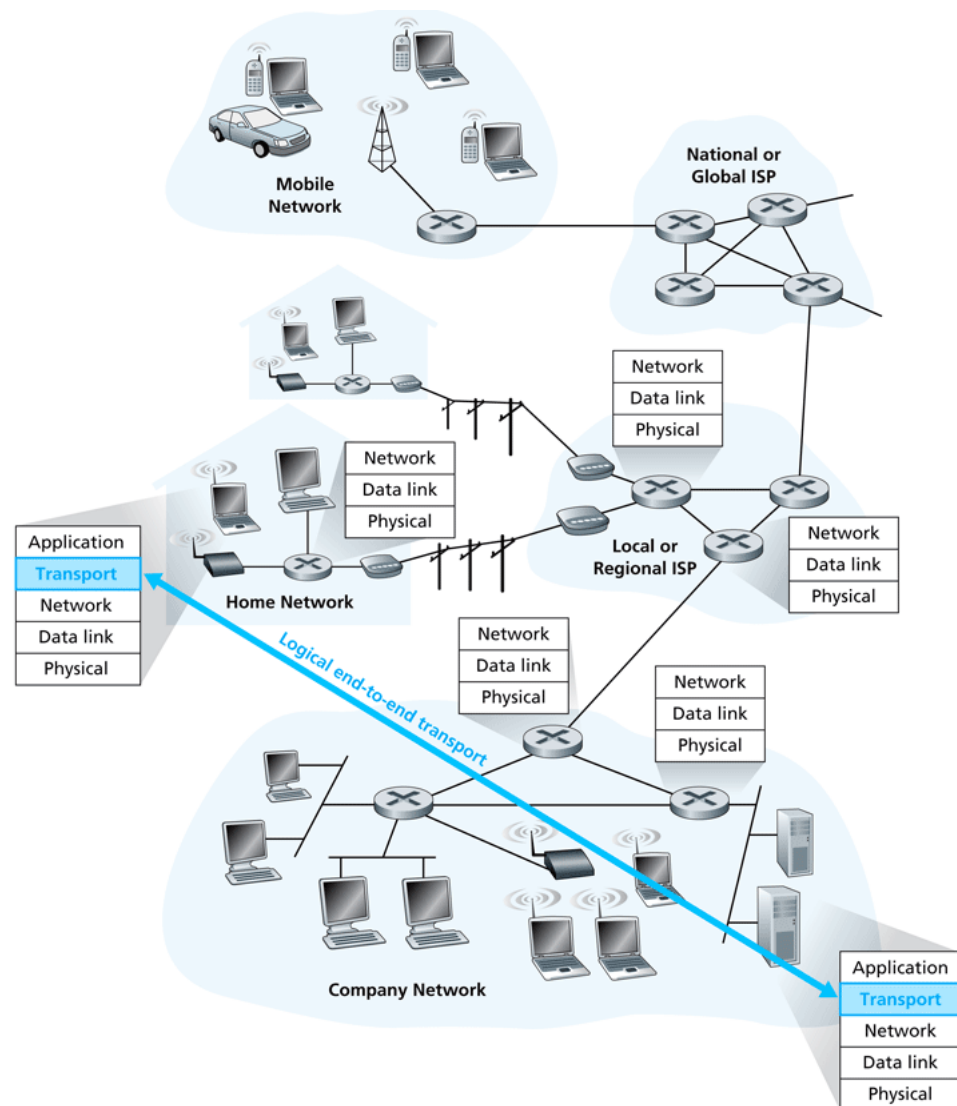 National or
Global ISP
Mobile
Network
Network
Data link
Physical
Network
Data link
Physical
Application
Transport
Network
Data link
Physical
Home Network
Local or
Regional ISP
Network
Data link
Physical
Network
Data link
Physical
Network
Data link
Physical
Logical end-to-end transport
Company Network
Application
Transport
Network
Data link
Physical